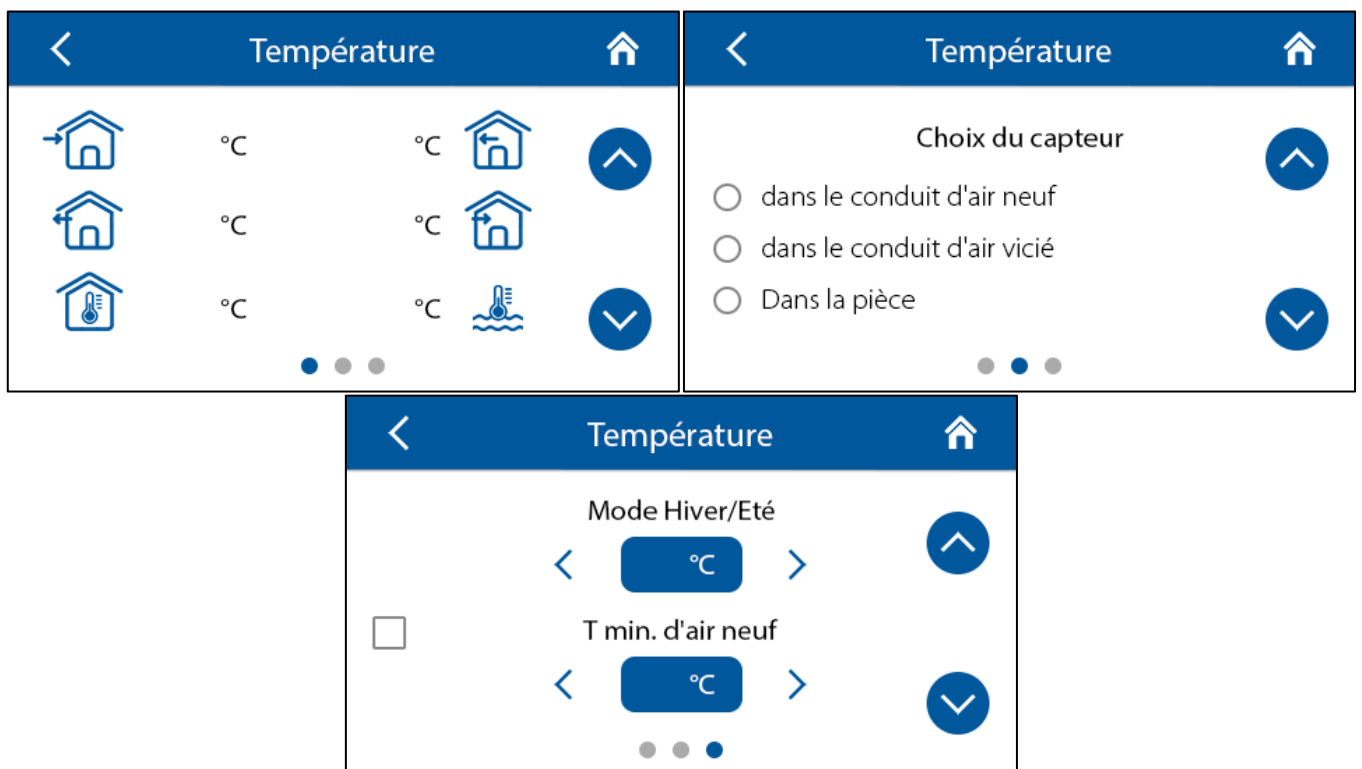 Température
°C °C
°C °C
°C °C
Température
Choix du capteur
dans le conduit d'air neuf
dans le conduit d'air vicié
Dans la pièce
Température
Mode Hiver/Eté
°C
T min. d'air neuf
°C